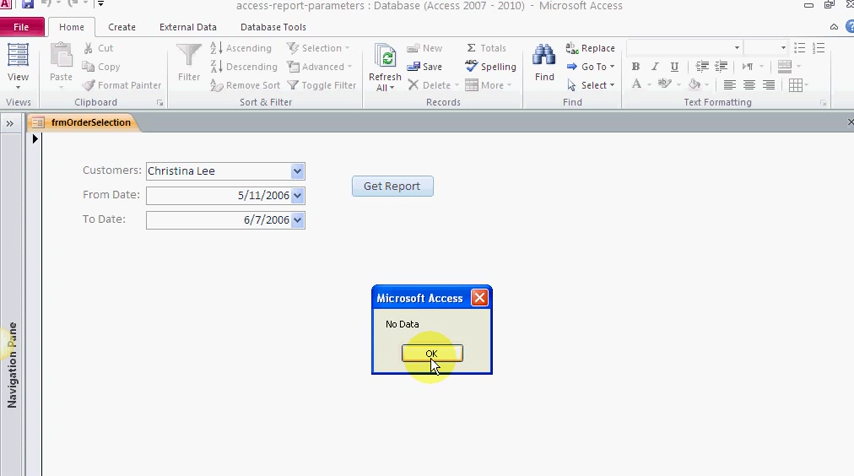 access-report-parameters : Database (Access 2007 - 2010) - Microsoft Access
File Home Create External Data Database Tools
View
Views
Paste
Cut
Copy
Format Painter
Clipboard
Filter
Ascending
Descending
Remove Sort
Selection
Advanced
Toggle Filter
Sort & Filter
Refresh
All
New
Save
Delete
Totals
Spelling
More
Records
Find
Replace
Go To
Select
Find
B I U
A
Text Formatting
frmOrderSelection
Customers: Christina Lee
From Date: 5/11/2006
To Date: 6/7/2006
Get Report
Microsoft Access
No Data
OK
Navigation Pane